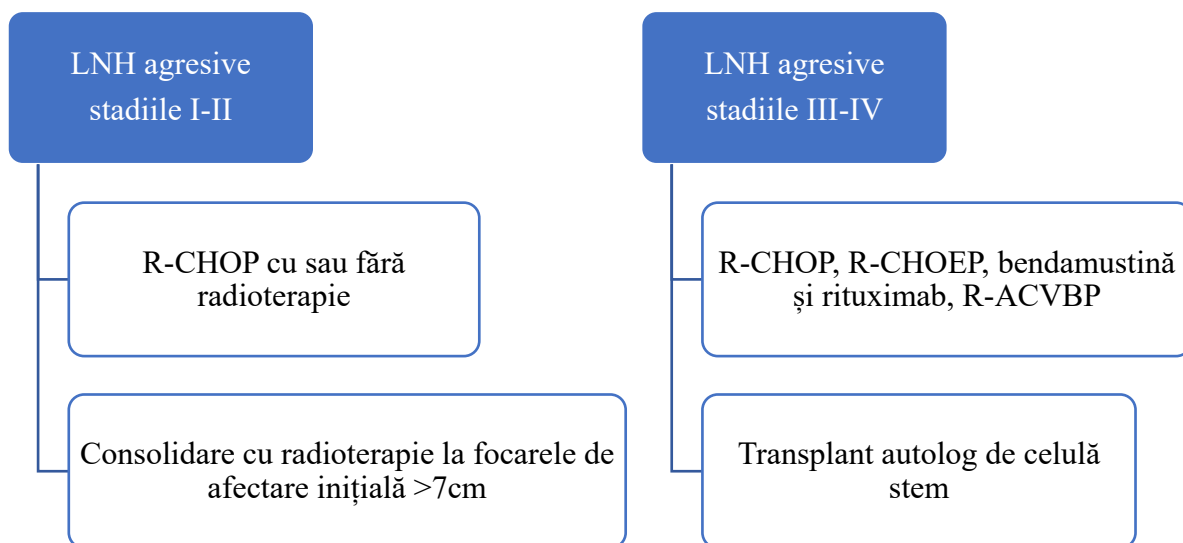 LNH agresive
stadiile I-II
R-CHOP cu sau fără
radioterapie
Consolidare cu radioterapie la focarele de
afectare inițială >7cm
LNH agresive
stadiile III-IV
R-CHOP, R-CHOEP, bendamustină
și rituximab, R-ACVBP
Transplant autolog de celulă
stem